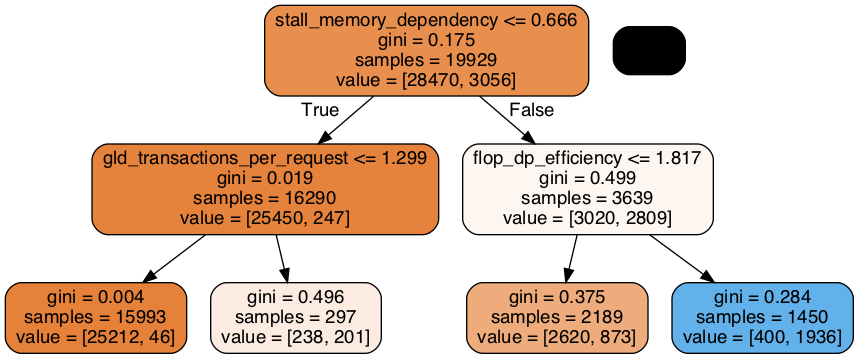 stall_memory_dependency <= 0.666
gini = 0.175
samples = 19929
value = [28470, 3056]
True
False
gld_transactions_per_request <= 1.299
gini = 0.019
samples = 16290
value = [25450, 247]
flop_dp_efficiency <= 1.817
gini = 0.499
samples = 3639
value = [3020, 2809]
gini = 0.004
samples = 15993
value = [25212, 46]
gini = 0.496
samples = 297
value = [238, 201]
gini = 0.375
samples = 2189
value = [2620, 873]
gini = 0.284
samples = 1450
value = [400, 1936]